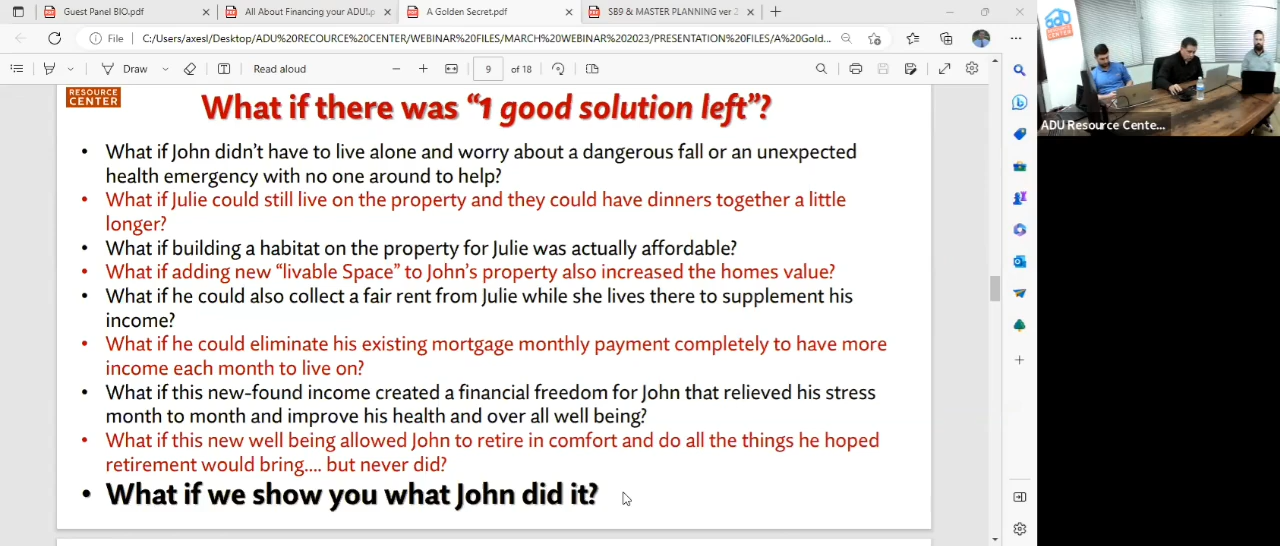 Guest Panel BIO.pdf
All About Financing your ADU!.p
A Golden Secret.pdf
SB9 & MASTER PLANNING ver-2
File
C:/Users/axesl/Desktop/ADU%20RECOURSE%20CENTER/WEBINAR%20FILES/MARCH%20WEBINAR%202023/PRESENTATION%20FILES/A%20Gold...
Draw
Read aloud
9
of 18
RESOURCE
CENTER
What if there was “1 good solution left”?
• What if John didn’t have to live alone and worry about a dangerous fall or an unexpected
health emergency with no one around to help?
• What if Julie could still live on the property and they could have dinners together a little
longer?
• What if building a habitat on the property for Julie was actually affordable?
• What if adding new “livable Space” to John’s property also increased the homes value?
• What if he could also collect a fair rent from Julie while she lives there to supplement his
income?
• What if he could eliminate his existing mortgage monthly payment completely to have more
income each month to live on?
• What if this new-found income created a financial freedom for John that relieved his stress
month to month and improve his health and over all well being?
• What if this new well being allowed John to retire in comfort and do all the things he hoped
retirement would bring.... but never did?
• What if we show you what John did it?
ADU
ADU Resource Cente...